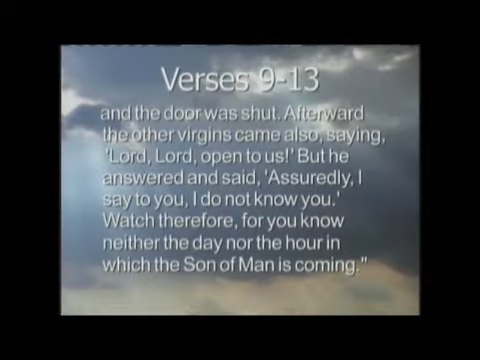 Verses 9-13
and the door was shut. Afterward
the other virgins came also, saying,
'Lord, Lord, open to us!' But he
answered and said, 'Assuredly, I
say to you, I do not know you.'
Watch therefore, for you know
neither the day nor the hour in
which the Son of Man is coming."